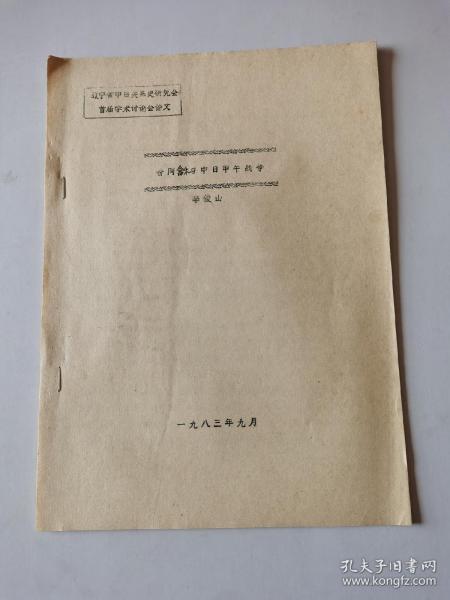 辽宁省中日关系史研究会
首届学术讨论会论文
中日甲午战争
山
一九八三年九月
孔夫子旧书网
www.kongfz.com